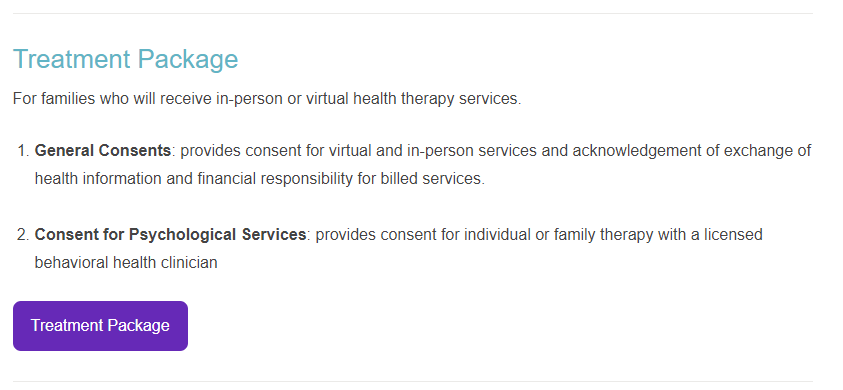 Treatment Package
For families who will receive in-person or virtual health therapy services.
1. General Consents: provides consent for virtual and in-person services and acknowledgement of exchange of
health information and financial responsibility for billed services.
2. Consent for Psychological Services: provides consent for individual or family therapy with a licensed
behavioral health clinician
Treatment Package